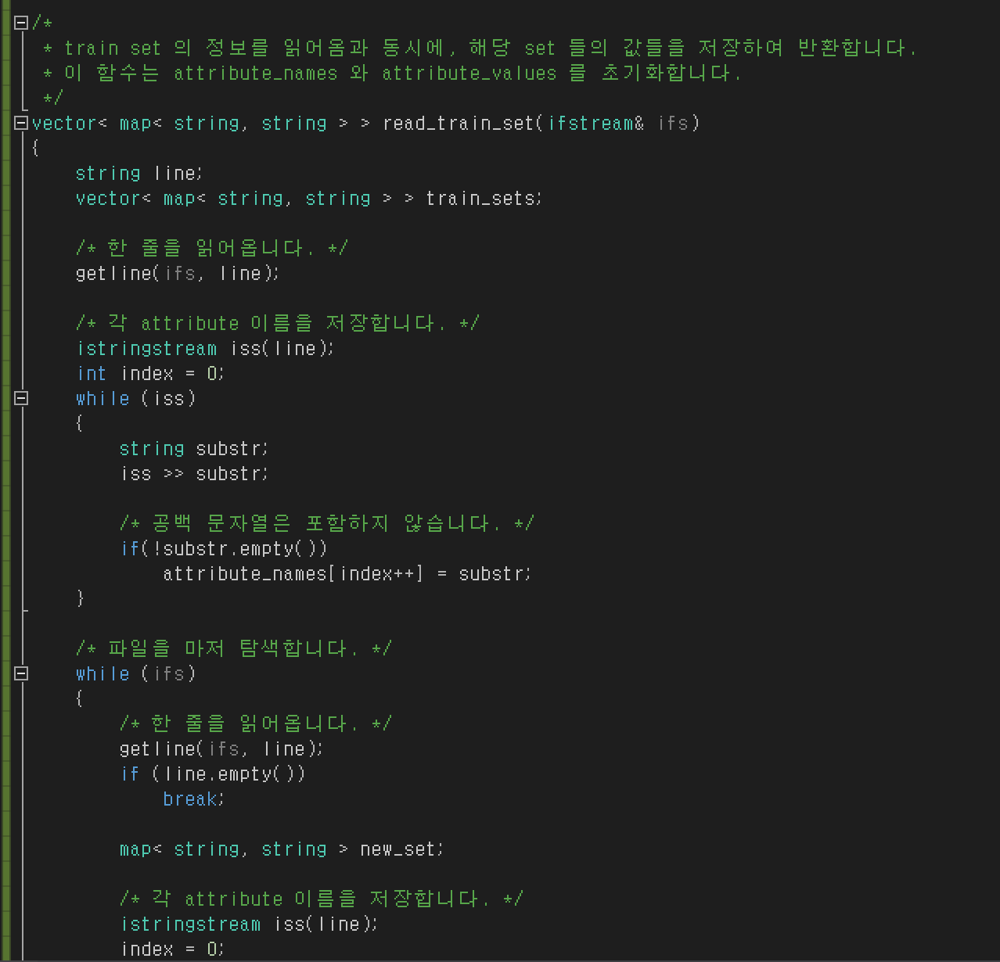 /*
 * train set 의 정보를 읽어옴과 동시에, 해당 set 들의 값들을 저장하여 반환합니다.
 * 이 함수는 attribute_names 와 attribute_values 를 초기화합니다.
 */
vector< map< string, string > > read_train_set(ifstream& ifs)
{
    string line;
    vector< map< string, string > > train_sets;

    /* 한 줄을 읽어옵니다. */
    getline(ifs, line);

    /* 각 attribute 이름을 저장합니다. */
    istringstream iss(line);
    int index = 0;
    while (iss)
    {
        string substr;
        iss >> substr;

        /* 공백 문자열은 포함하지 않습니다. */
        if(!substr.empty())
            attribute_names[index++] = substr;
    }

    /* 파일을 마저 탐색합니다. */
    while (ifs)
    {
        /* 한 줄을 읽어옵니다. */
        getline(ifs, line);
        if (line.empty())
            break;

        map< string, string > new_set;

        /* 각 attribute 이름을 저장합니다. */
        istringstream iss(line);
        index = 0;